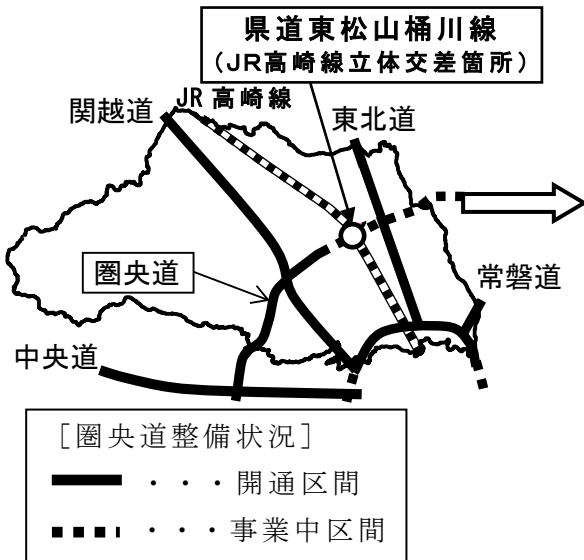 県道東松山桶川線
（JR高崎線立体交差箇所）
関越道
JR高崎線
東北道
圏央道
常磐道
中央道
［圏央道整備状況］
・・・開通区間
・・・事業中区間